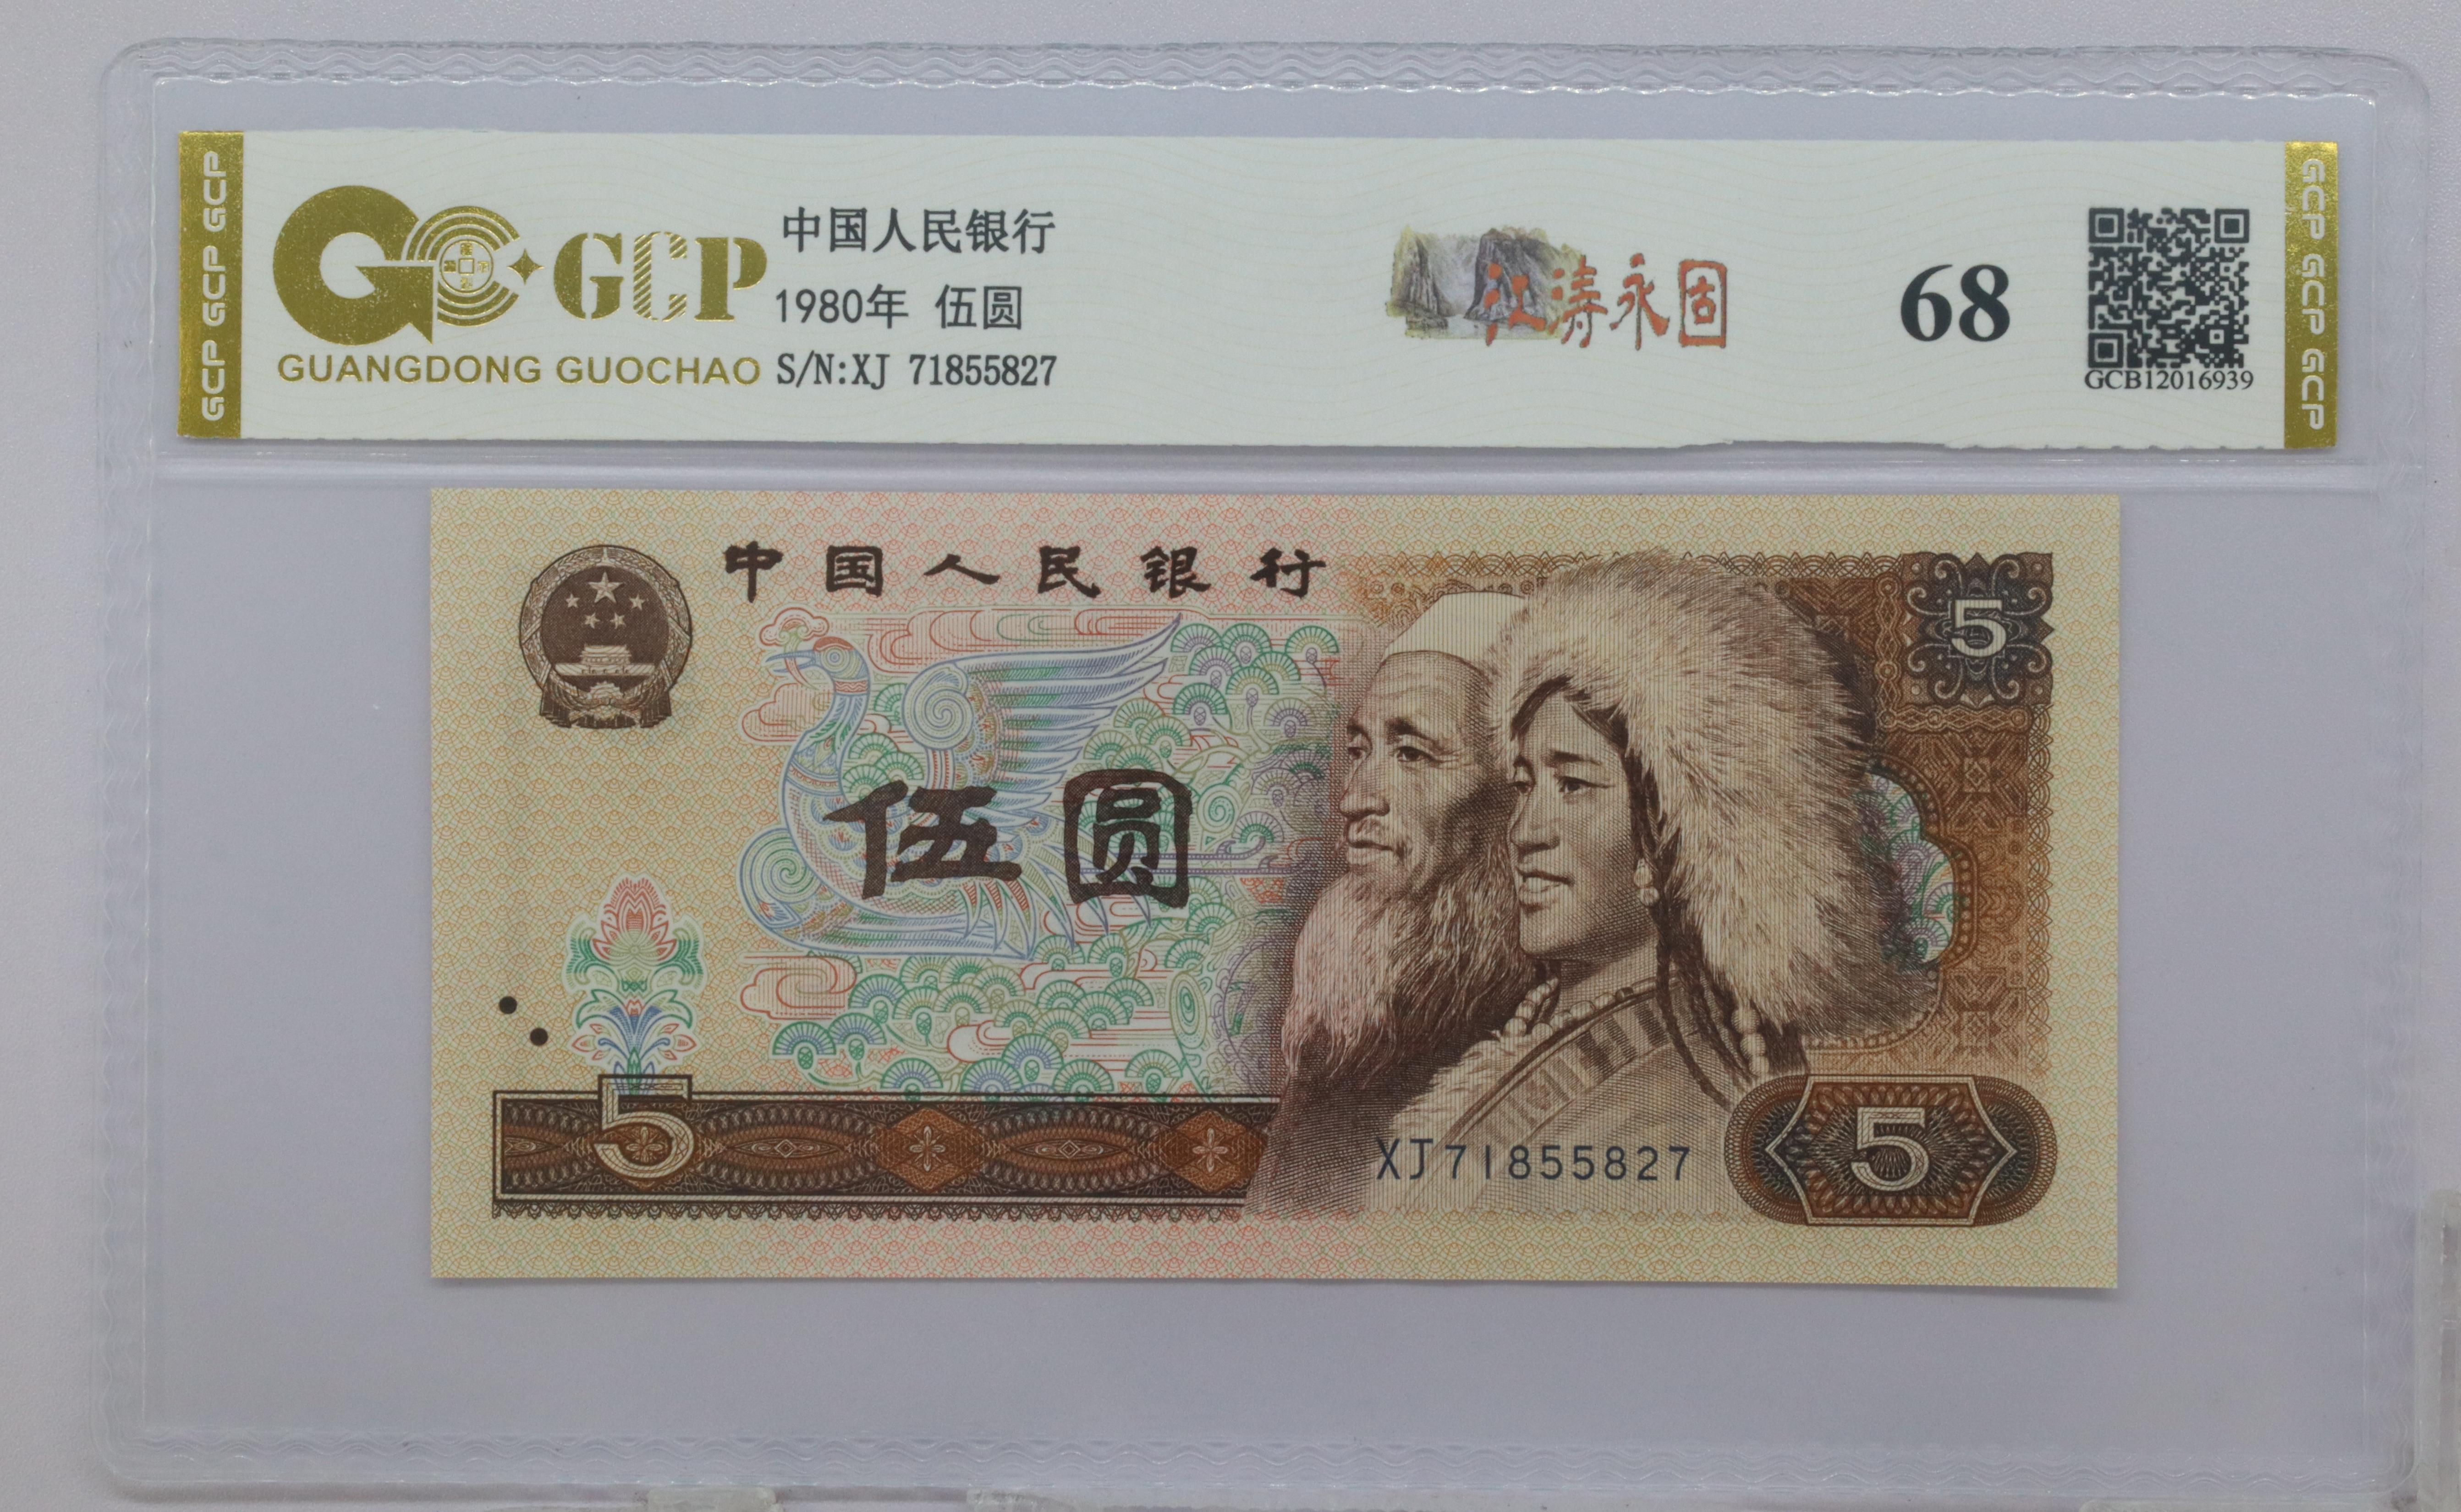 GCP GCP GCP
GCP
GUANGDONG GUOCHAO
中国人民银行
1980年 伍圆
S/N:XJ 71855827
江涛永固
68
GCB12016939
GCP GCP GCP
中国人民银行
5
伍圆
5
XJ71855827
5